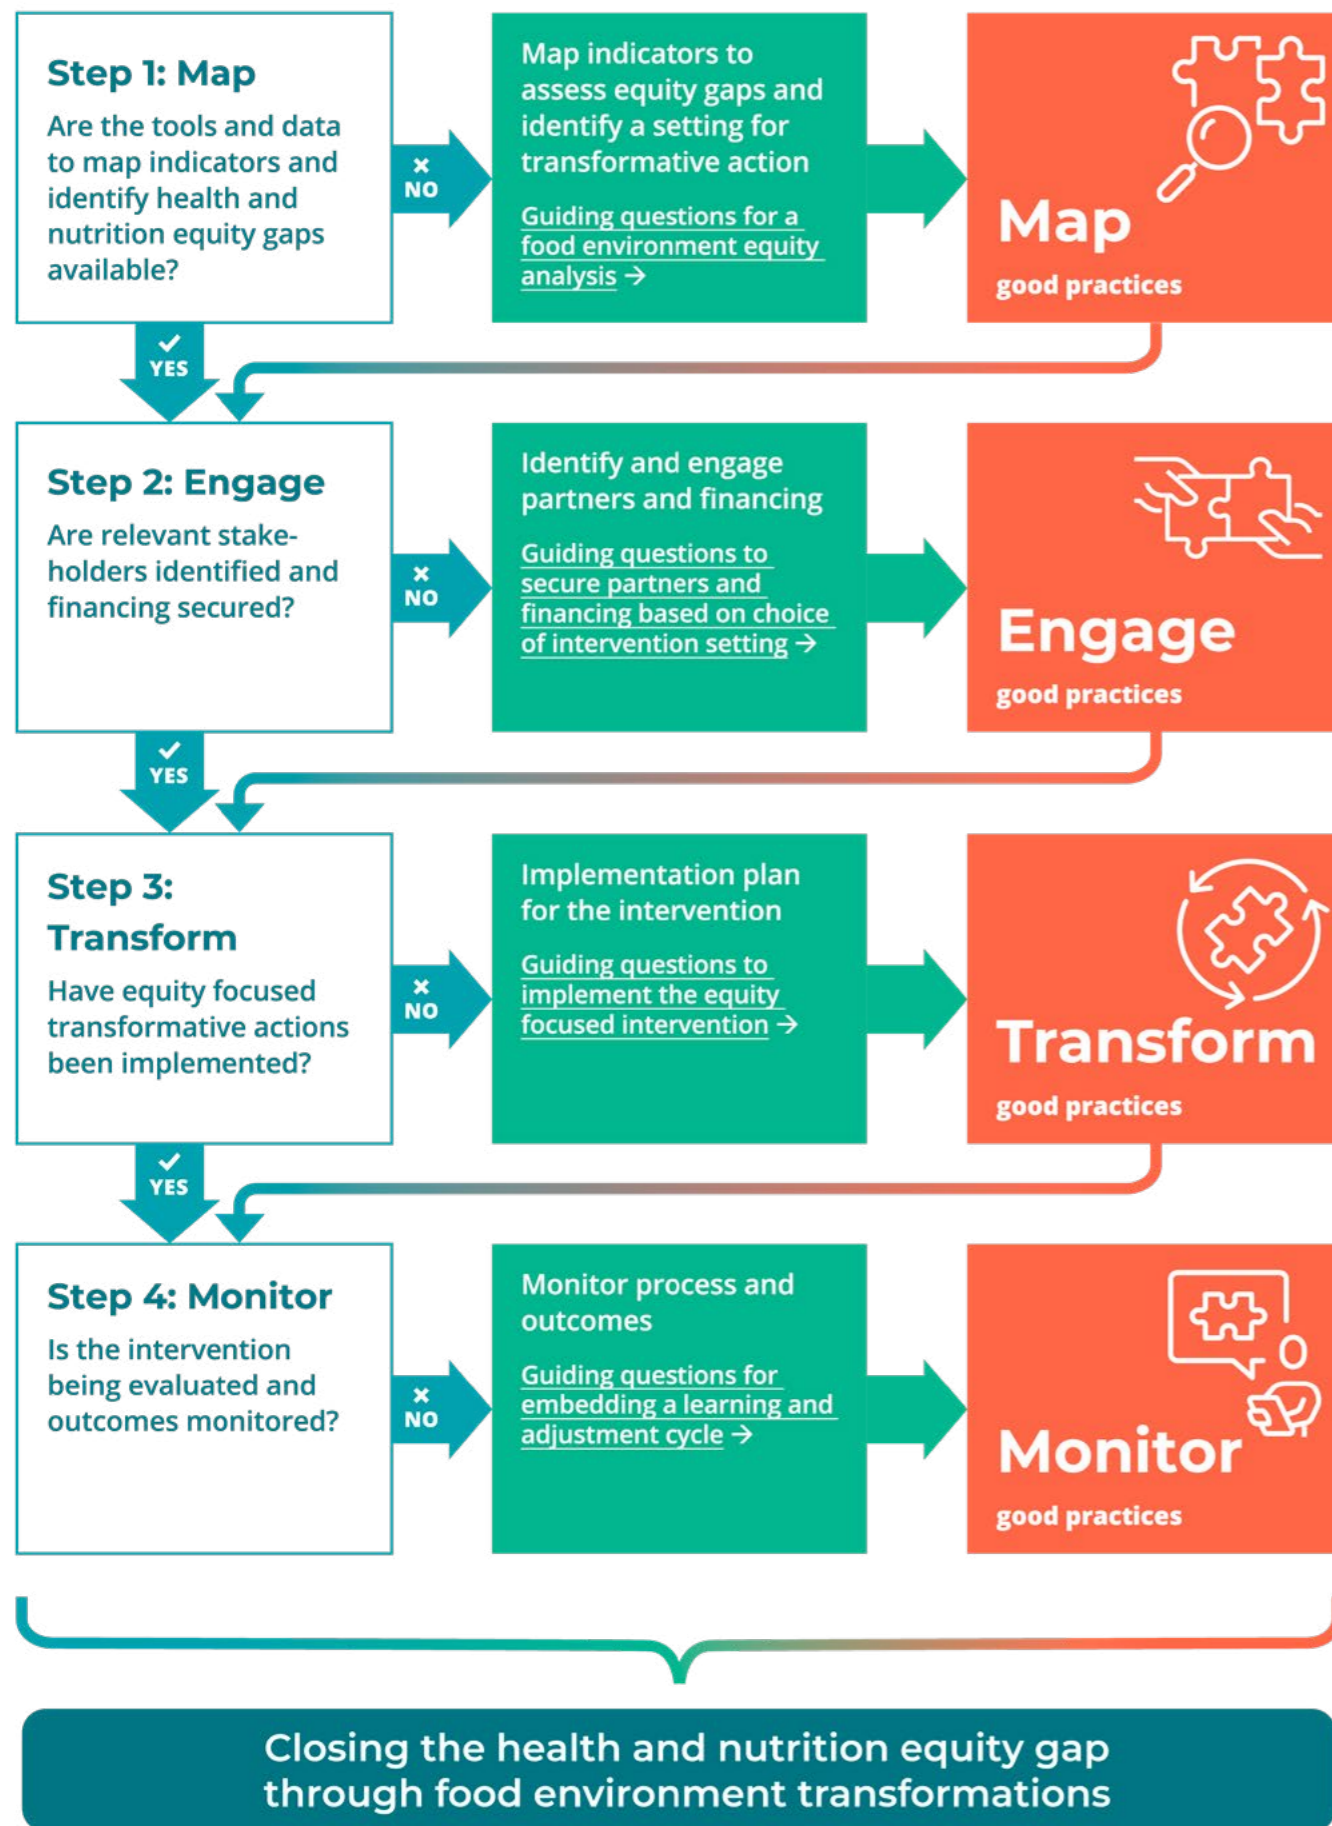 Step 1: Map
Are the tools and data
to map indicators and
identify health and
nutrition equity gaps
available?
NO
Map indicators to
assess equity gaps and
identify a setting for
transformative action
Guiding questions for a
food environment equity
analysis →
Map
good practices
YES
Step 2: Engage
Are relevant stake-
holders identified and
financing secured?
NO
Identify and engage
partners and financing
Guiding questions to
secure partners and
financing based on choice
of intervention setting →
Engage
good practices
YES
Step 3:
Transform
Have equity focused
transformative actions
been implemented?
NO
Implementation plan
for the intervention
Guiding questions to
implement the equity
focused intervention →
Transform
good practices
YES
Step 4: Monitor
Is the intervention
being evaluated and
outcomes monitored?
NO
Monitor process and
outcomes
Guiding questions for
embedding a learning and
adjustment cycle →
Monitor
good practices
Closing the health and nutrition equity gap
through food environment transformations